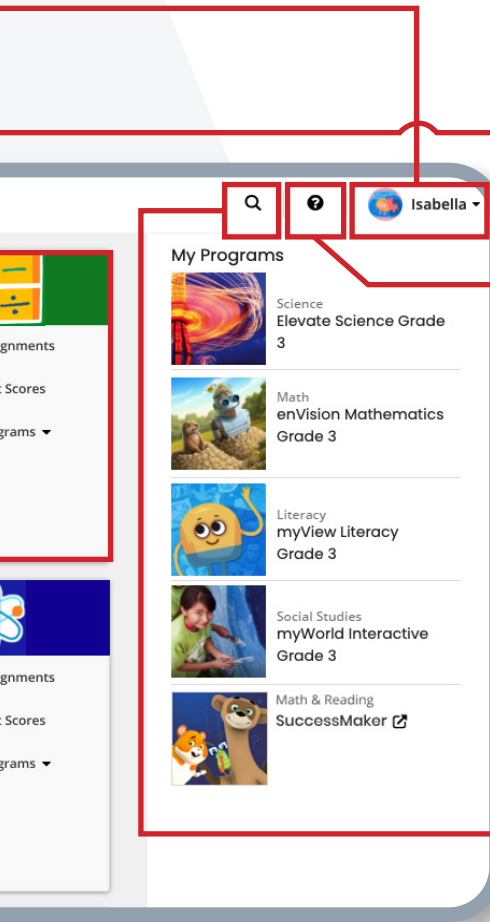 Isabella
My Programs
Science
Elevate Science Grade
3
Math
enVision Mathematics
Grade 3
Literacy
myView Literacy
Grade 3
Social Studies
myWorld Interactive
Grade 3
Math & Reading
SuccessMaker
gnments
Scores
grams
gnments
Scores
grams